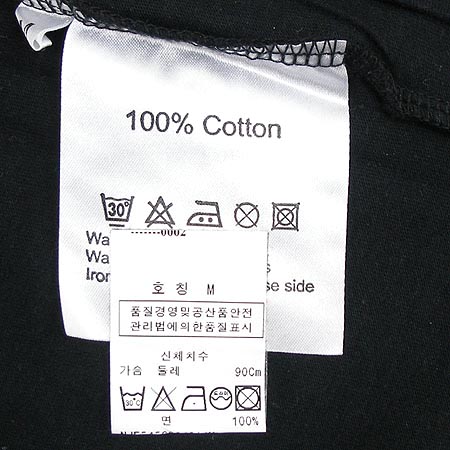 100% Cotton
30°
Wa
-------0002
Wa
Iron
se side
호 칭 M
품질경영및공산품안전
관리법에의한품질표시
신체치수
가슴 둘레 90Cm
30℃
면 100%